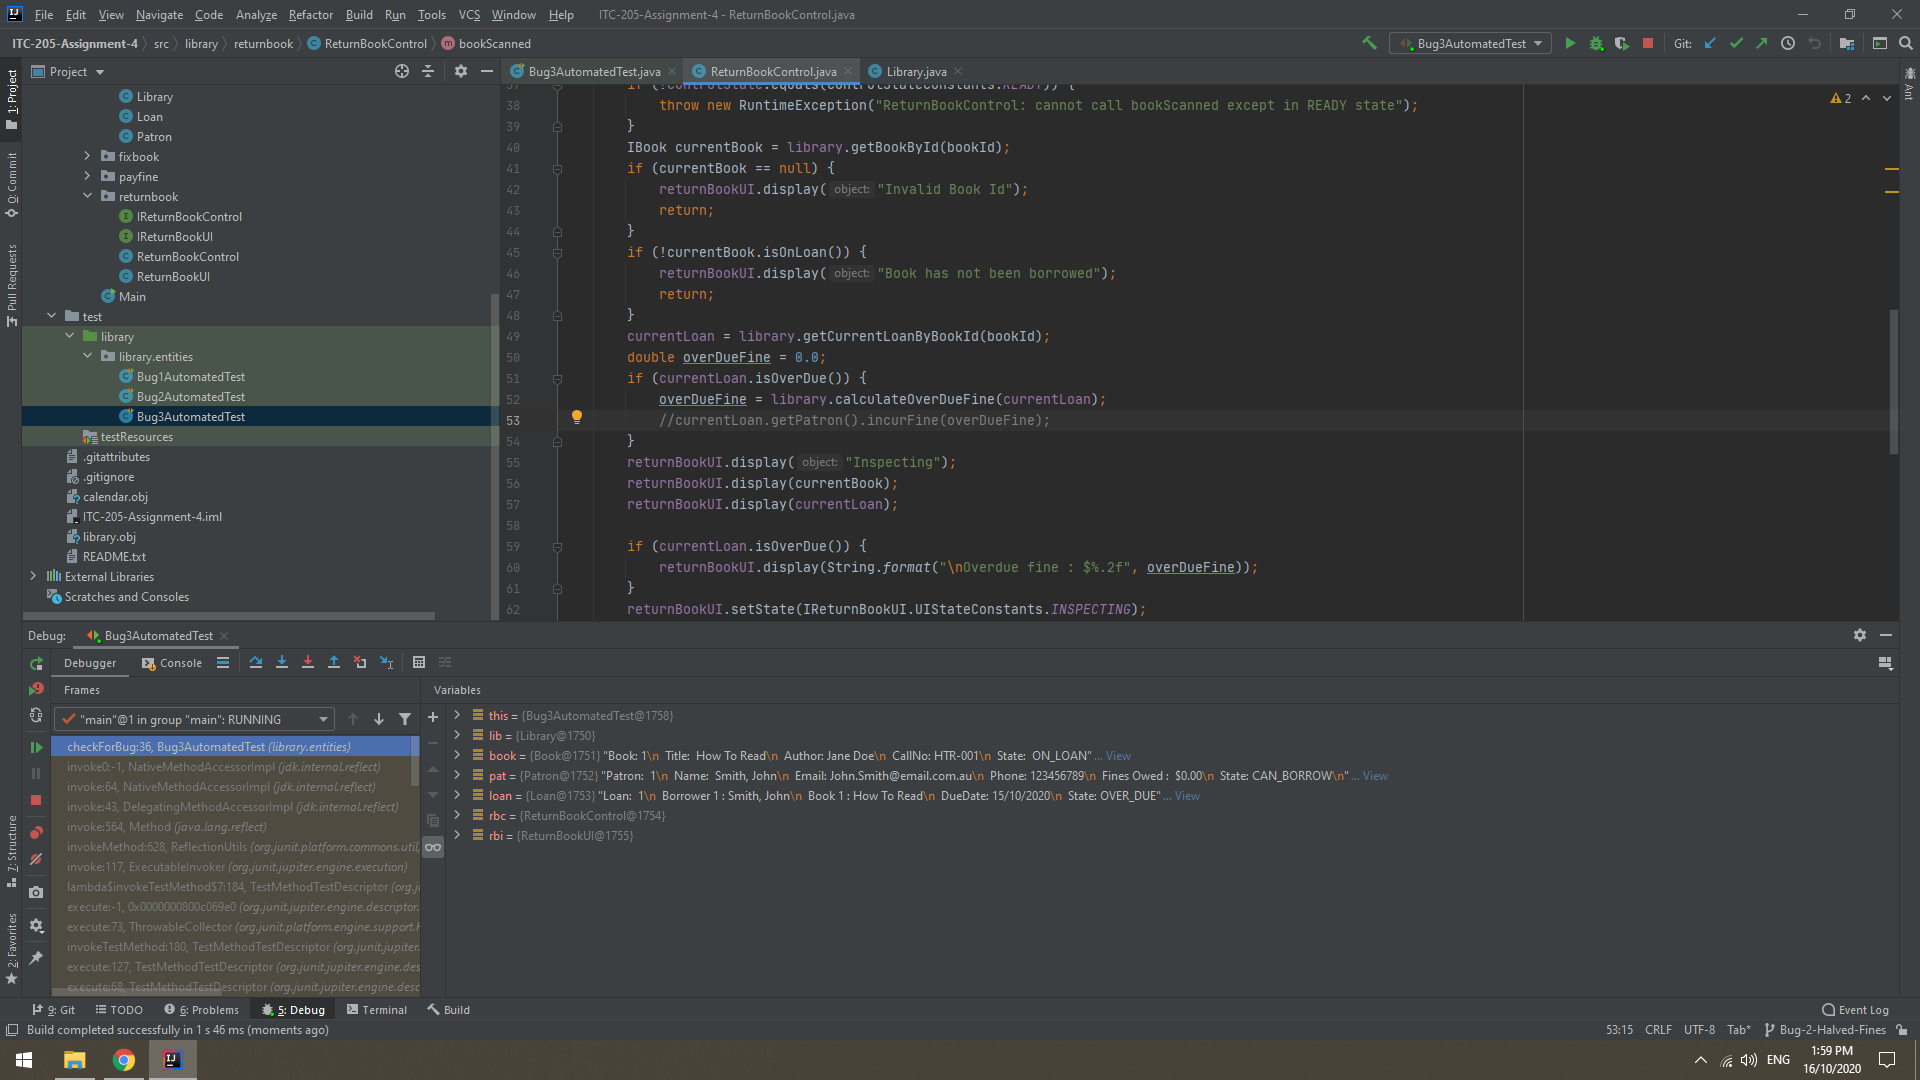 File Edit View Navigate Code Analyze Refactor Build Run Tools VCS Window Help ITC-205-Assignment-4 - ReturnBookControl.java
ITC-205-Assignment-4 src library returnbook ReturnBookControl bookScanned
Bug3AutomatedTest Git:
Project
Bug3AutomatedTest.java ReturnBookControl.java Library.java
1: Project
0: Commit
Pull Requests
7: Structure
2: Favorites
Ant
Library
Loan
Patron
fixbook
payfine
returnbook
IReturnBookControl
IReturnBookUI
ReturnBookControl
ReturnBookUI
Main
test
library
library.entities
Bug1AutomatedTest
Bug2AutomatedTest
Bug3AutomatedTest
testResources
.gitattributes
.gitignore
calendar.obj
ITC-205-Assignment-4.iml
library.obj
README.txt
External Libraries
Scratches and Consoles
2
37 if (!controlState.equals(ControlStateConstants.READY)) {
38 throw new RuntimeException("ReturnBookControl: cannot call bookScanned except in READY state");
39 }
40 IBook currentBook = library.getBookById(bookId);
41 if (currentBook == null) {
42 returnBookUI.display( object: "Invalid Book Id");
43 return;
44 }
45 if (!currentBook.isOnLoan()) {
46 returnBookUI.display( object: "Book has not been borrowed");
47 return;
48 }
49 currentLoan = library.getCurrentLoanByBookId(bookId);
50 double overDueFine = 0.0;
51 if (currentLoan.isOverDue()) {
52 overDueFine = library.calculateOverDueFine(currentLoan);
53 //currentLoan.getPatron().incurFine(overDueFine);
54 }
55 returnBookUI.display( object: "Inspecting");
56 returnBookUI.display(currentBook);
57 returnBookUI.display(currentLoan);
58
59 if (currentLoan.isOverDue()) {
60 returnBookUI.display(String.format("\nOverdue fine : $%.2f", overDueFine));
61 }
62 returnBookUI.setState(IReturnBookUI.UIStateConstants.INSPECTING);
Debug: Bug3AutomatedTest
Debugger Console
Frames
Variables
"main"@1 in group "main": RUNNING
checkForBug:36, Bug3AutomatedTest (library.entities)
invoke0:-1, NativeMethodAccessorImpl (jdk.internal.reflect)
invoke:64, NativeMethodAccessorImpl (jdk.internal.reflect)
invoke:43, DelegatingMethodAccessorImpl (jdk.internal.reflect)
invoke:564, Method (java.lang.reflect)
invokeMethod:628, ReflectionUtils (org.junit.platform.commons.util,
invoke:117, ExecutableInvoker (org.junit.jupiter.engine.execution)
lambda$invokeTestMethod$7:184, TestMethodTestDescriptor (org.ju
execute:-1, 0x0000000800c069e0 (org.junit.jupiter.engine.descriptor.
execute:73, ThrowableCollector (org.junit.platform.engine.support.h
invokeTestMethod:180, TestMethodTestDescriptor (org.junit.jupiter.
execute:127, TestMethodTestDescriptor (org.junit.jupiter.engine.des
execute:68, TestMethodTestDescriptor (org.junit.jupiter.engine.desc
this = {Bug3AutomatedTest@1758}
lib = {Library@1750}
book = {Book@1751} "Book: 1\n Title: How To Read\n Author: Jane Doe\n CallNo: HTR-001\n State: ON_LOAN" ... View
pat = {Patron@1752} "Patron: 1\n Name: Smith, John\n Email: John.Smith@email.com.au\n Phone: 123456789\n Fines Owed : $0.00\n State: CAN_BORROW\n" ... View
loan = {Loan@1753} "Loan: 1\n Borrower 1 : Smith, John\n Book 1 : How To Read\n DueDate: 15/10/2020\n State: OVER_DUE" ... View
rbc = {ReturnBookControl@1754}
rbi = {ReturnBookUI@1755}
9: Git TODO 6: Problems 5: Debug Terminal Build Event Log
Build completed successfully in 1 s 46 ms (moments ago) 53:15 CRLF UTF-8 Tab* Bug-2-Halved-Fines
ENG 1:59 PM
16/10/2020